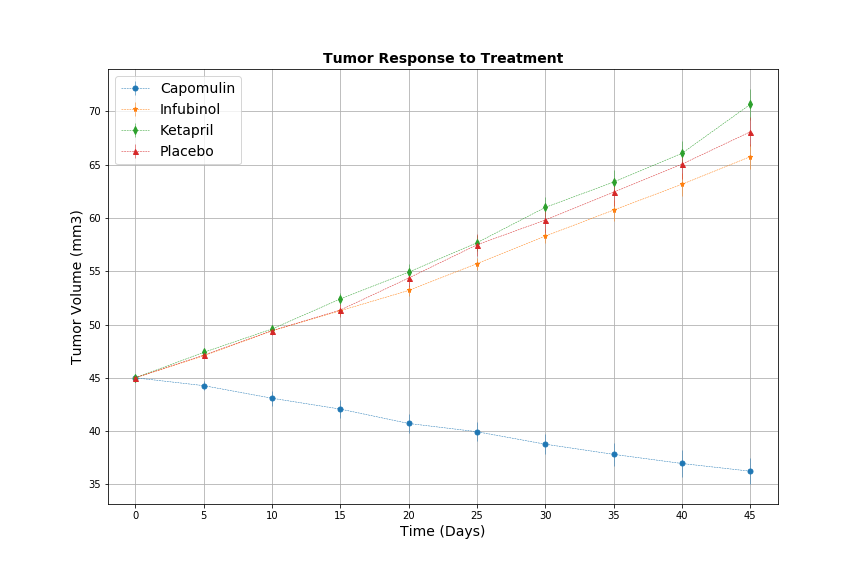 Tumor Response to Treatment
Capomulin
Infubinol
Ketapril
Placebo
Tumor Volume (mm3)
70
65
60
55
50
45
40
35
0 5 10 15 20 25 30 35 40 45
Time (Days)